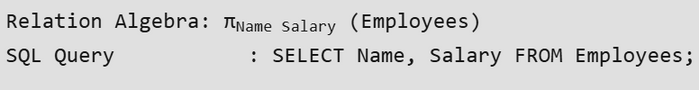 Relation Algebra: πName Salary (Employees)
SQL Query : SELECT Name, Salary FROM Employees;